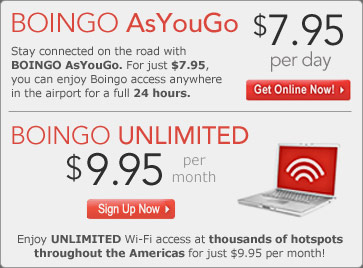 BOINGO AsYouGo
$7.95
per day
Stay connected on the road with
BOINGO AsYouGo. For just $7.95,
you can enjoy Boingo access anywhere
in the airport for a full 24 hours.
Get Online Now!
BOINGO UNLIMITED
$9.95
per
month
Sign Up Now
Enjoy UNLIMITED Wi-Fi access at thousands of hotspots
throughout the Americas for just $9.95 per month!